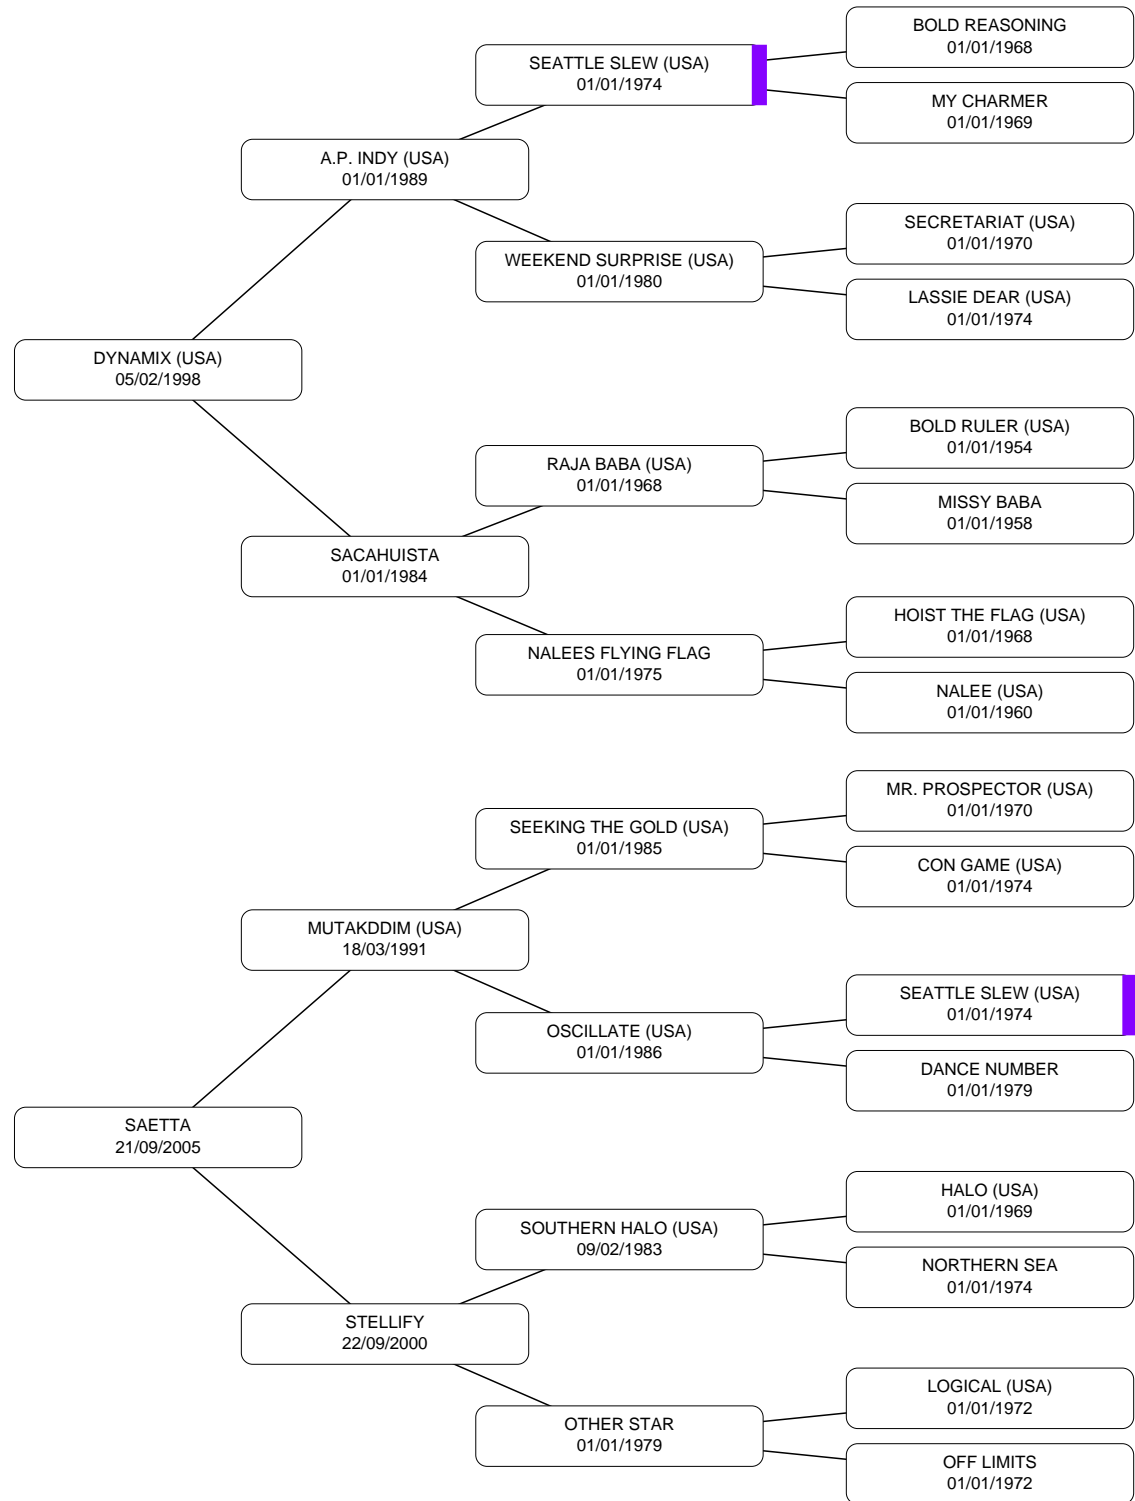 BOLD REASONING
01/01/1968
SEATTLE SLEW (USA)
01/01/1974
MY CHARMER
01/01/1969
A.P. INDY (USA)
01/01/1989
SECRETARIAT (USA)
01/01/1970
WEEKEND SURPRISE (USA)
01/01/1980
LASSIE DEAR (USA)
01/01/1974
DYNAMIX (USA)
05/02/1998
BOLD RULER (USA)
01/01/1954
RAJA BABA (USA)
01/01/1968
MISSY BABA
01/01/1958
SACAHUISTA
01/01/1984
HOIST THE FLAG (USA)
01/01/1968
NALEES FLYING FLAG
01/01/1975
NALEE (USA)
01/01/1960
MR. PROSPECTOR (USA)
01/01/1970
SEEKING THE GOLD (USA)
01/01/1985
CON GAME (USA)
01/01/1974
MUTAKDDIM (USA)
18/03/1991
SEATTLE SLEW (USA)
01/01/1974
OSCILLATE (USA)
01/01/1986
DANCE NUMBER
01/01/1979
SAETTA
21/09/2005
HALO (USA)
01/01/1969
SOUTHERN HALO (USA)
09/02/1983
NORTHERN SEA
01/01/1974
STELLIFY
22/09/2000
LOGICAL (USA)
01/01/1972
OTHER STAR
01/01/1979
OFF LIMITS
01/01/1972